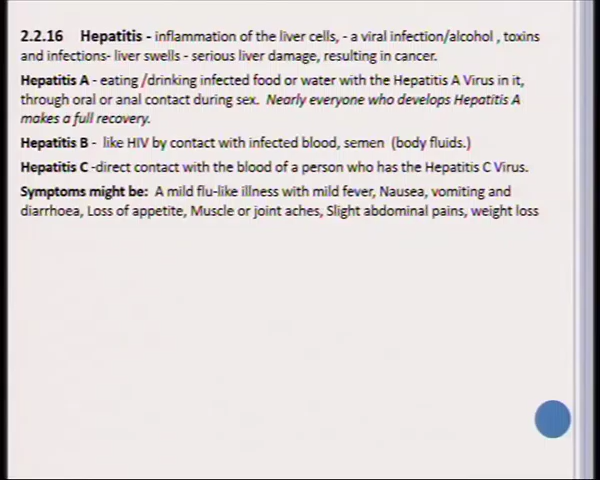 2.2.16 Hepatitis - inflammation of the liver cells, - a viral infection/alcohol , toxins
and infections- liver swells - serious liver damage, resulting in cancer.
Hepatitis A - eating /drinking infected food or water with the Hepatitis A Virus in it,
through oral or anal contact during sex. Nearly everyone who develops Hepatitis A
makes a full recovery.
Hepatitis B - like HIV by contact with infected blood, semen (body fluids.)
Hepatitis C -direct contact with the blood of a person who has the Hepatitis C Virus.
Symptoms might be: A mild flu-like illness with mild fever, Nausea, vomiting and
diarrhoea, Loss of appetite, Muscle or joint aches, Slight abdominal pains, weight loss